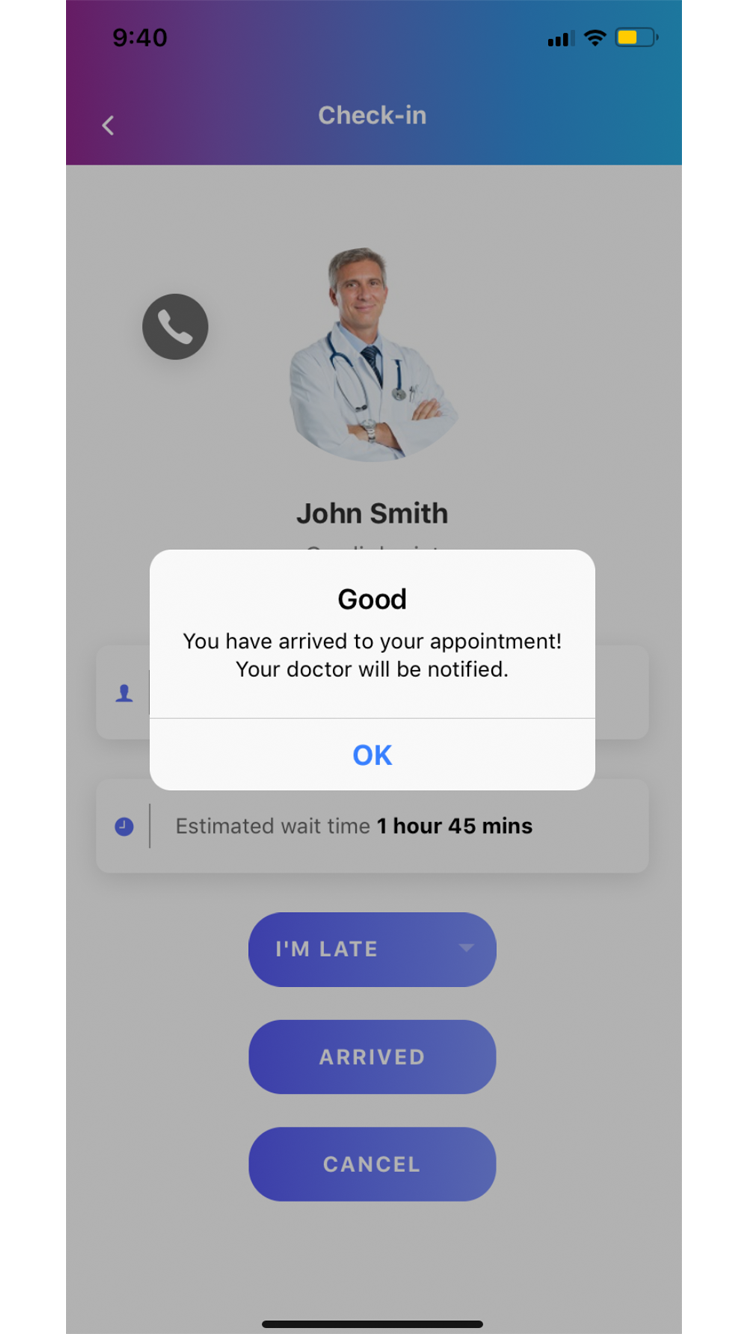 9:40
Check-in
John Smith
Good
You have arrived to your appointment!
Your doctor will be notified.
OK
Estimated wait time 1 hour 45 mins
I'M LATE
ARRIVED
CANCEL